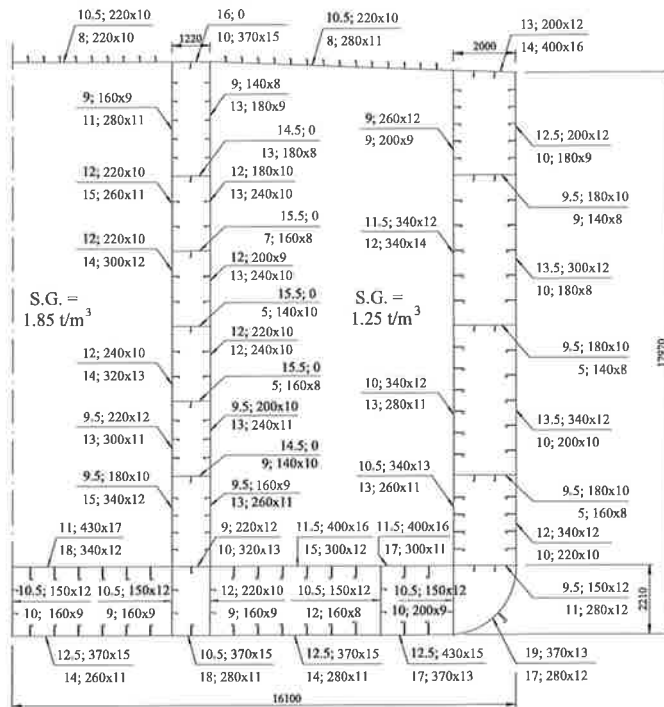 10.5; 220x10
8; 220x10
16; 0
1220
10; 370x15
10.5; 220x10
8; 280x11
13; 200x12
2000
14; 400x16
9; 160x9
11; 280x11
9; 140x8
13; 180x9
9; 260x12
9; 200x9
12.5; 200x12
10; 180x9
14.5; 0
13; 180x8
12; 220x10
15; 260x11
12; 180x10
13; 240x10
9.5; 180x10
9; 140x8
15.5; 0
7; 160x8
11.5; 340x12
12; 340x14
12; 220x10
14; 300x12
12; 200x9
13; 240x10
13.5; 300x12
10; 180x8
S.G. =
1.85 t/m³
15.5; 0
5; 140x10
S.G. =
1.25 t/m³
12; 220x10
12; 240x10
9.5; 180x10
5; 140x8
17970
12; 240x10
14; 320x13
15.5; 0
5; 160x8
10; 340x12
13; 280x11
9.5; 220x12
13; 300x11
9.5; 200x10
13; 240x11
13.5; 340x12
10; 200x10
14.5; 0
9; 140x10
9.5; 180x10
15; 340x12
9.5; 160x9
13; 260x11
10.5; 340x13
13; 260x11
9.5; 180x10
5; 160x8
11; 430x17
18; 340x12
9; 220x12
10; 320x13
11.5; 400x16
15; 300x12
11.5; 400x16
17; 300x11
12; 340x12
10; 220x10
10.5; 150x12
10; 160x9
10.5; 150x12
9; 160x9
12; 220x10
9; 160x9
10.5; 150x12
12; 160x8
10.5; 150x12
10; 200x9
9.5; 150x12
11; 280x12
2210
12.5; 370x15
14; 260x11
10.5; 370x15
18; 280x11
12.5; 370x15
14; 280x11
12.5; 430x15
17; 370x13
19; 370x13
17; 280x12
16100